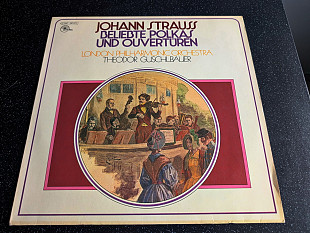 JOHANN STRAUSS
BELIEBTE POLKAS
UND OUVERTÜREN
LONDON PHILHARMONIC ORCHESTRA
THEODOR GUSCHLBAUER